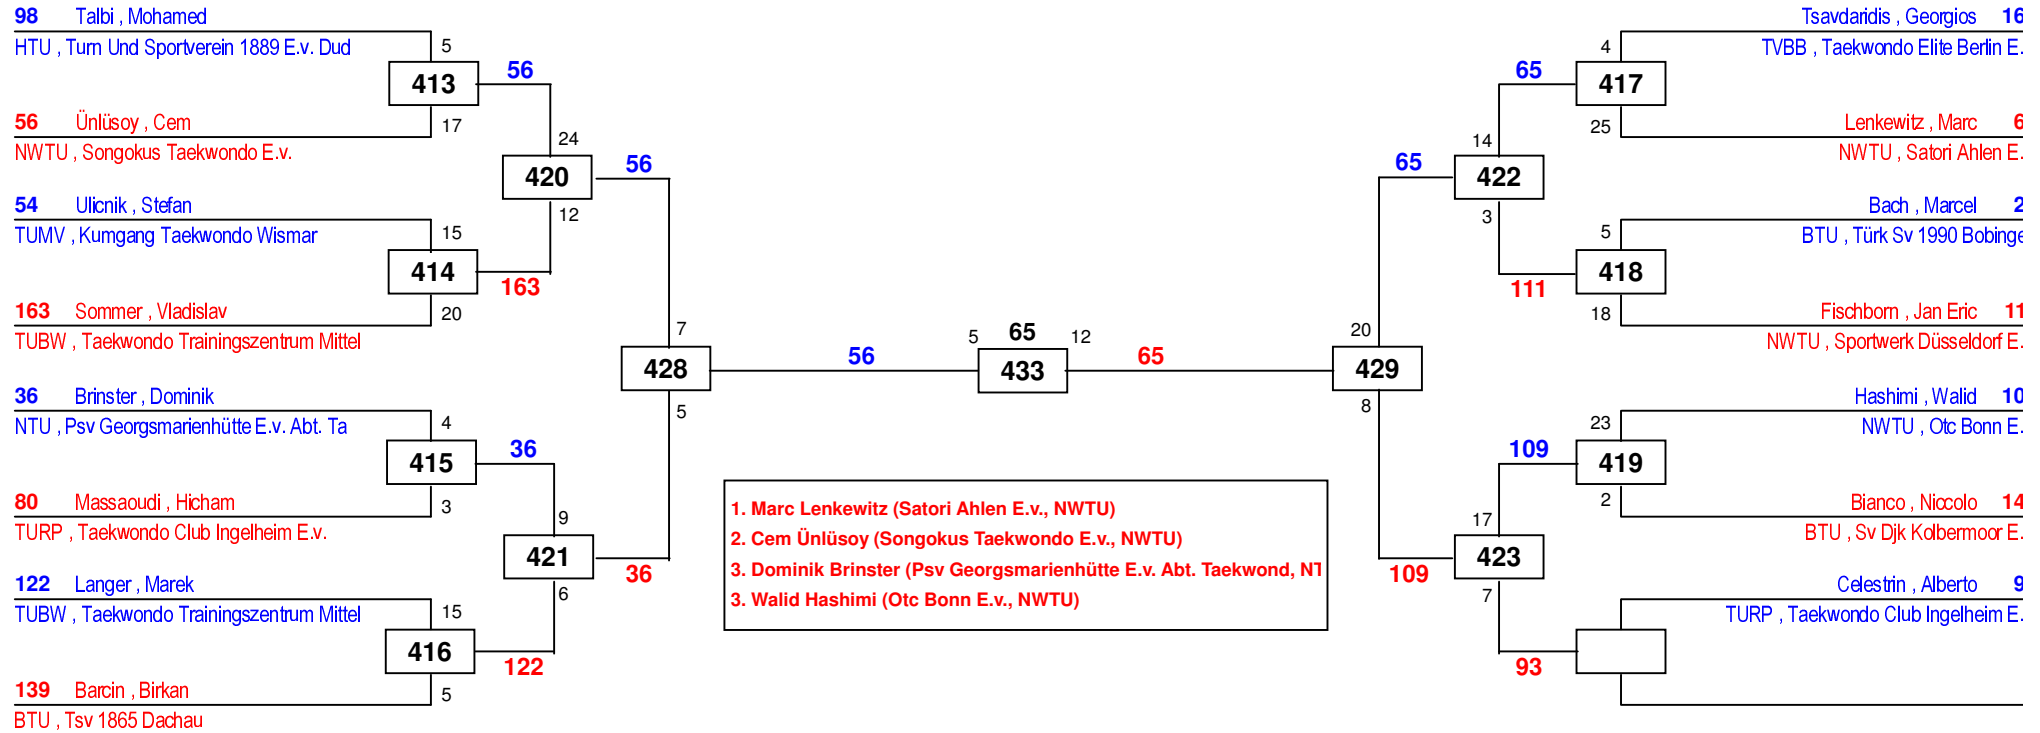 98 Talbi , Mohamed
HTU , Turn Und Sportverein 1889 E.v. Dud
5
413
56
17
56 Ünlüsoy , Cem
NWTU , Songokus Taekwondo E.v.
24
420
56
12
54 Ulicnik , Stefan
TUMV , Kumgang Taekwondo Wismar
15
414
163
20
163 Sommer , Vladislav
TUBW , Taekwondo Trainingszentrum Mittel
7
428
56
5
36 Brinster , Dominik
NTU , Psv Georgsmarienhütte E.v. Abt. Ta
4
415
36
3
80 Massaoudi , Hicham
TURP , Taekwondo Club Ingelheim E.v.
9
421
36
6
122 Langer , Marek
TUBW , Taekwondo Trainingszentrum Mittel
15
416
122
5
139 Barcin , Birkan
BTU , Tsv 1865 Dachau
5 65 12
433
65
1. Marc Lenkewitz (Satori Ahlen E.v., NWTU)
2. Cem Ünlüsoy (Songokus Taekwondo E.v., NWTU)
3. Dominik Brinster (Psv Georgsmarienhütte E.v. Abt. Taekwond,
3. Walid Hashimi (Otc Bonn E.v., NWTU)
Tsavdaridis , Georgios 16
TVBB , Taekwondo Elite Berlin E.
4
65
417
25
Lenkewitz , Marc 6
NWTU , Satori Ahlen E.
14
65
422
3
Bach , Marcel 2
BTU , Türk Sv 1990 Bobinge
5
418
111
18
Fischborn , Jan Eric 11
NWTU , Sportwerk Düsseldorf E.
20
429
8
Hashimi , Walid 10
NWTU , Otc Bonn E.
23
109
419
2
Bianco , Niccolo 14
BTU , Sv Djk Kolbermoor E.
17
423
109
7
Celestrin , Alberto 9
TURP , Taekwondo Club Ingelheim E.
93